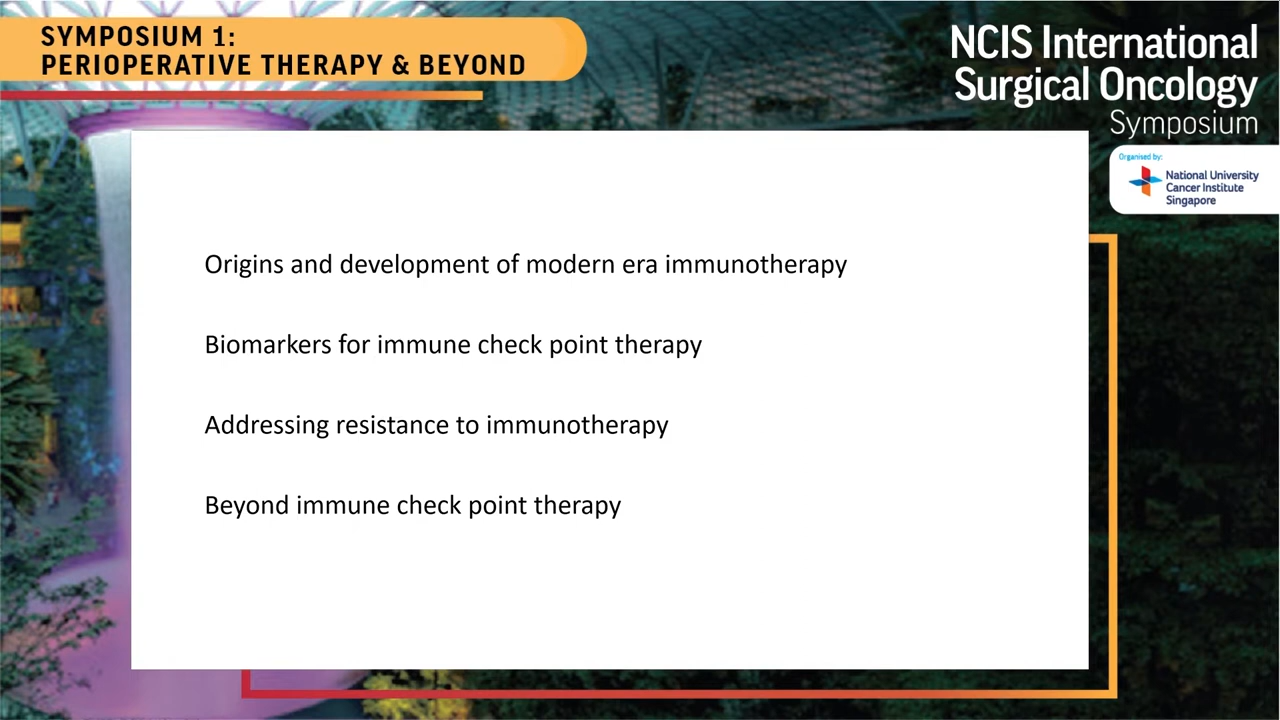 SYMPOSIUM 1:
PERIOPERATIVE THERAPY & BEYOND
NCIS International
Surgical Oncology
Symposium
Organised by:
National University
Cancer Institute
Singapore
Origins and development of modern era immunotherapy
Biomarkers for immune check point therapy
Addressing resistance to immunotherapy
Beyond immune check point therapy